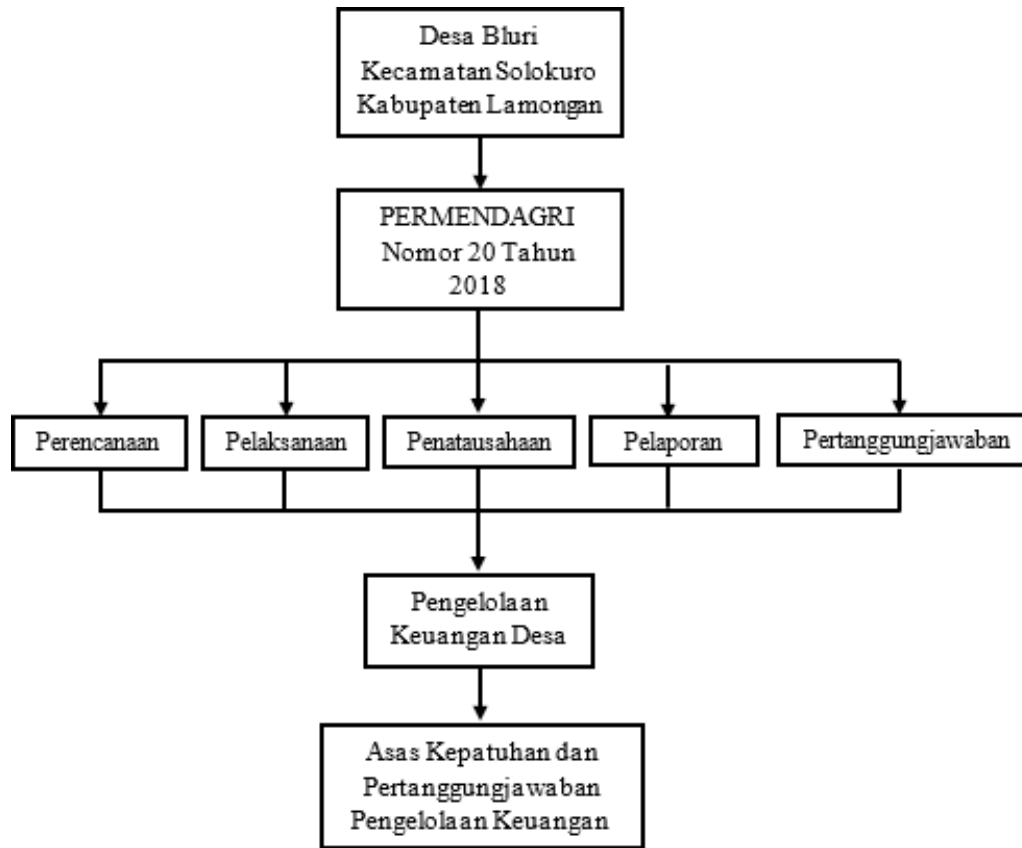 Desa Bluri
Kecamatan Solokuro
Kabupaten Lamongan
PERMENDAGRI
Nomor 20 Tahun
2018
Perencanaan
Pelaksanaan
Penatausahaan
Pelaporan
Pertanggungjawaban
Pengelolaan
Keuangan Desa
Asas Kepatuhan dan
Pertanggungjawaban
Pengelolaan Keuangan